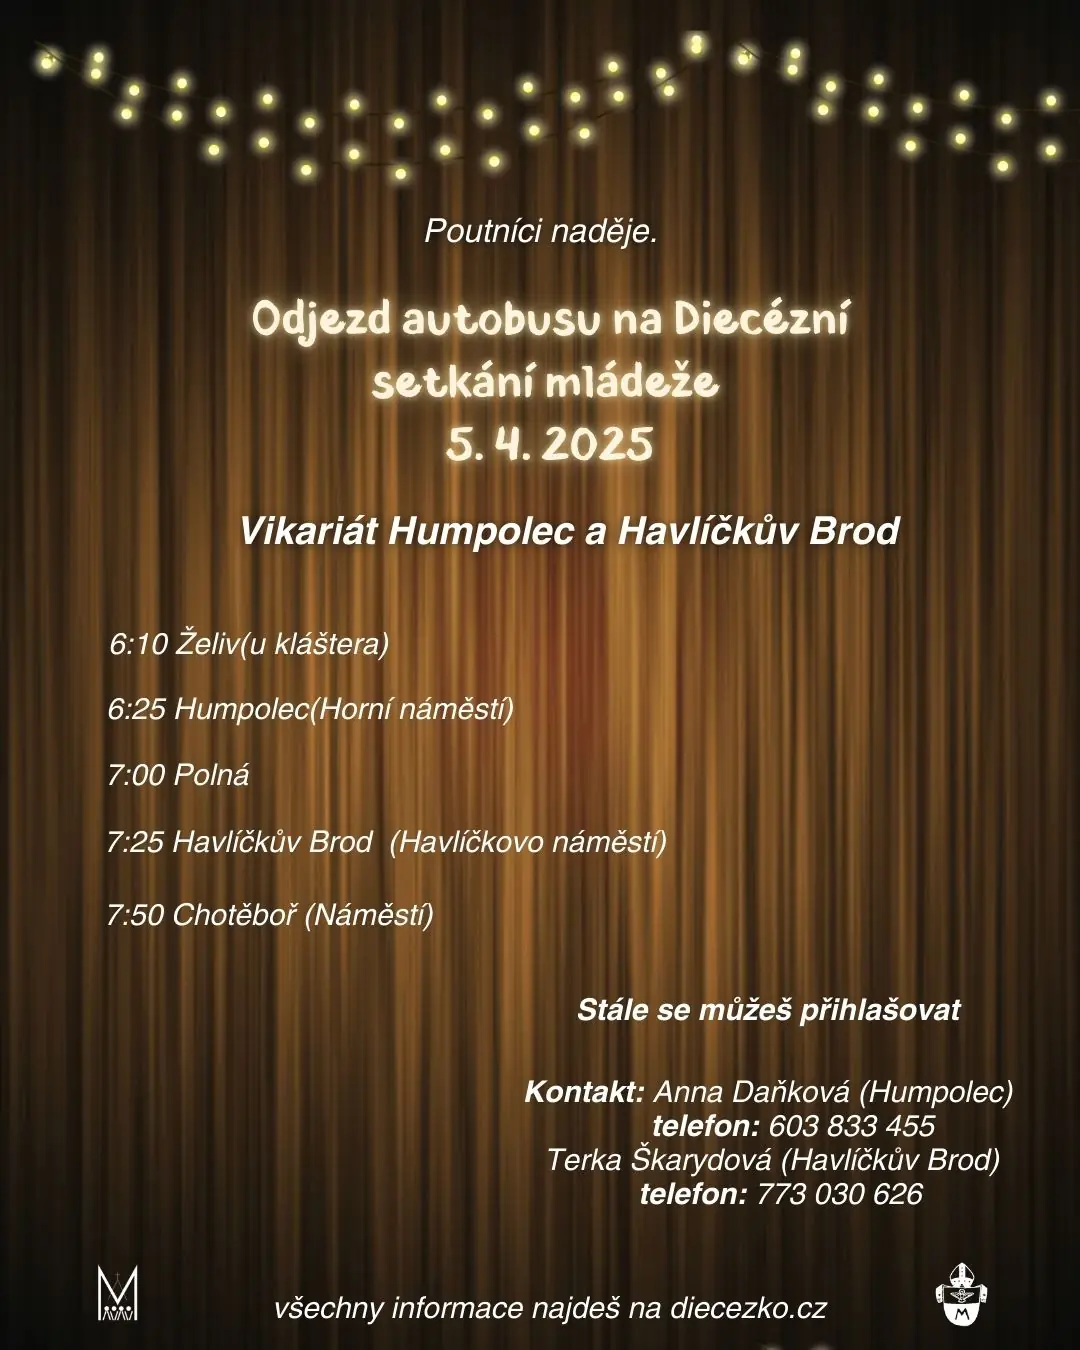 Poutníci naděje.
Odjezd autobusu na Diecézní
setkání mládeže
5. 4. 2025
Vikariát Humpolec a Havlíčkův Brod
6:10 Želiv(u kláštera)
6:25 Humpolec(Horní náměstí)
7:00 Polná
7:25 Havlíčkův Brod (Havlíčkovo náměstí)
7:50 Chotěboř (Náměstí)
Stále se můžeš přihlašovat
Kontakt: Anna Daňková (Humpolec)
telefon: 603 833 455
Terka Škarydová (Havlíčkův Brod)
telefon: 773 030 626
všechny informace najdeš na diecezko.cz